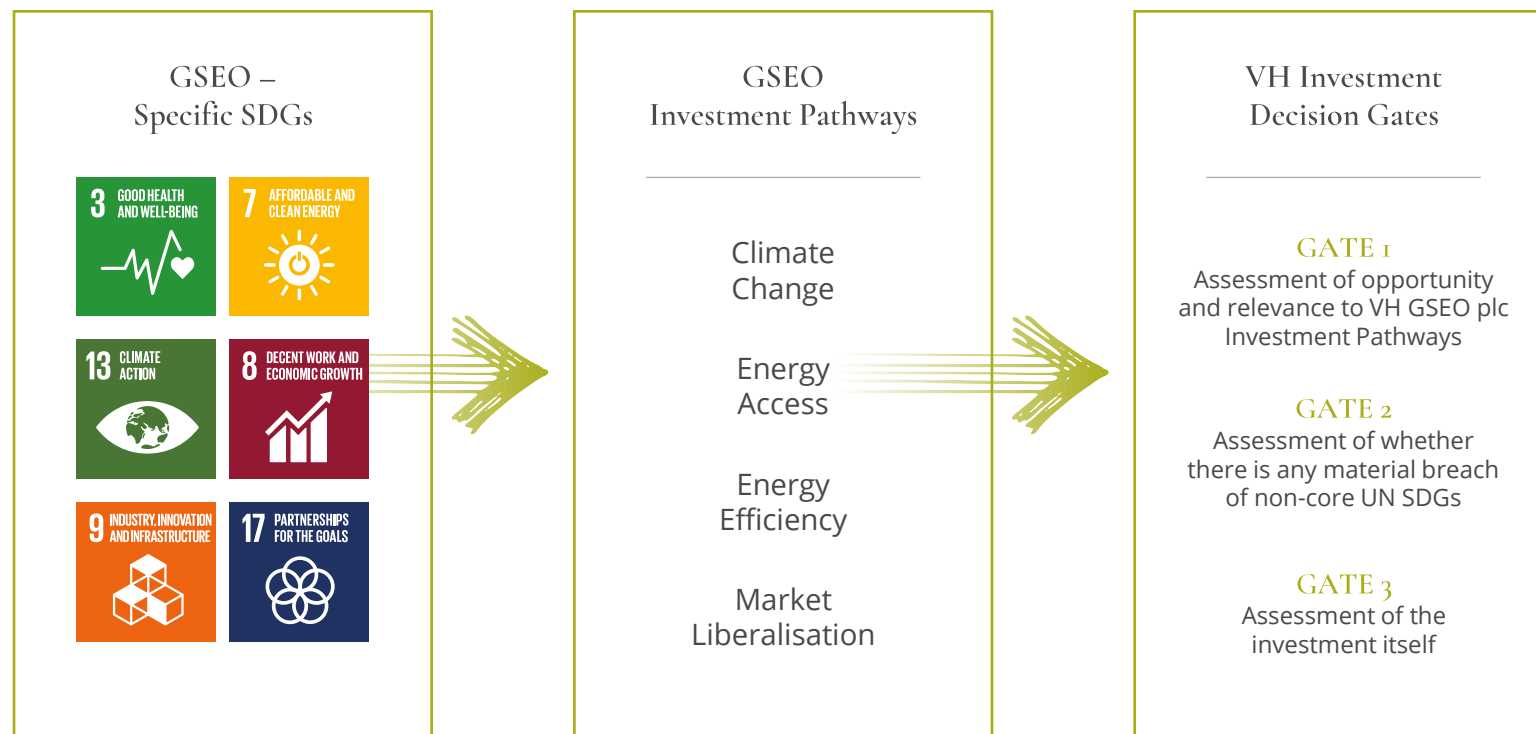 GSEO –
Specific SDGs
3 GOOD HEALTH
AND WELL-BEING
7 AFFORDABLE AND
CLEAN ENERGY
13 CLIMATE
ACTION
8 DECENT WORK AND
ECONOMIC GROWTH
9 INDUSTRY, INNOVATION
AND INFRASTRUCTURE
17 PARTNERSHIPS
FOR THE GOALS
GSEO
Investment Pathways
Climate
Change
Energy
Access
Energy
Efficiency
Market
Liberalisation
VH Investment
Decision Gates
GATE 1
Assessment of opportunity
and relevance to VH GSEO plc
Investment Pathways
GATE 2
Assessment of whether
there is any material breach
of non-core UN SDGs
GATE 3
Assessment of the
investment itself